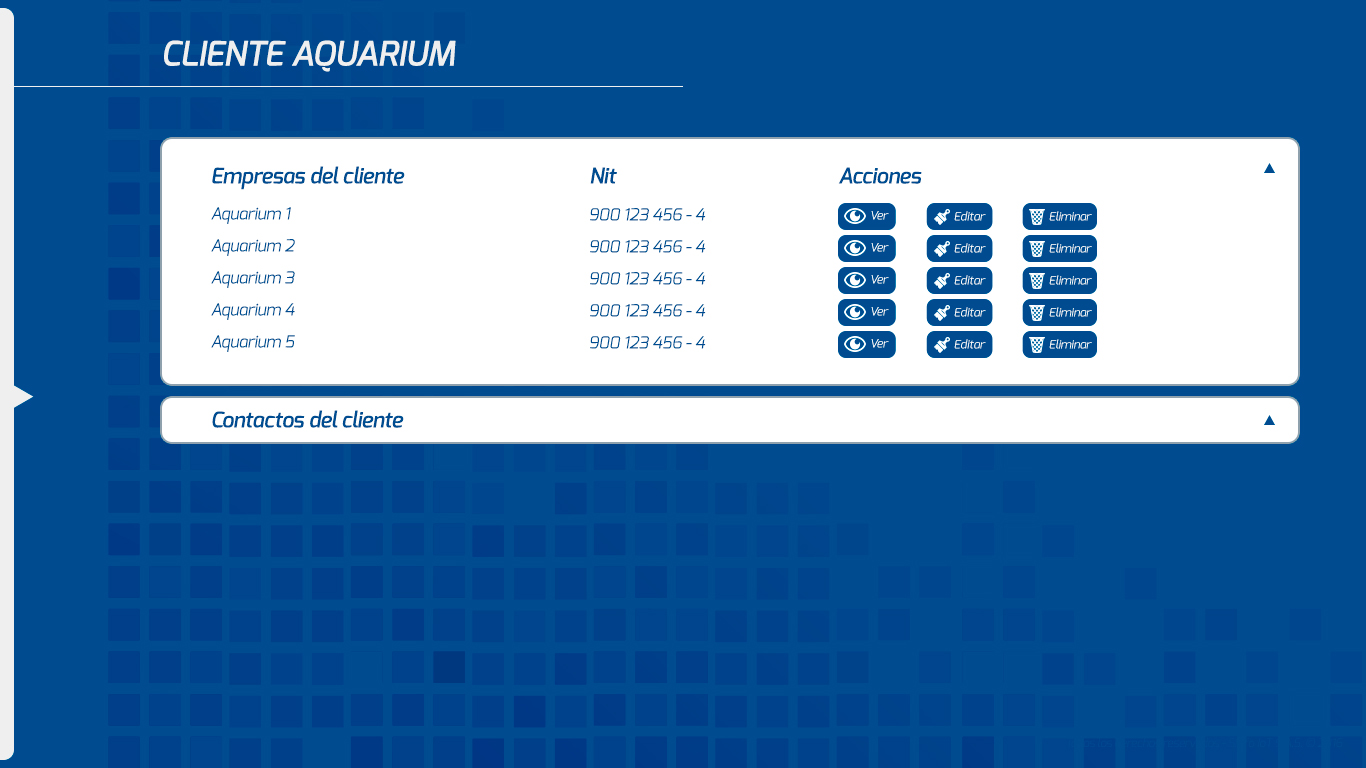 CLIENTE AQUARIUM
Empresas del cliente Nit Acciones
Aquarium 1 900 123 456 - 4 Ver Editar Eliminar
Aquarium 2 900 123 456 - 4 Ver Editar Eliminar
Aquarium 3 900 123 456 - 4 Ver Editar Eliminar
Aquarium 4 900 123 456 - 4 Ver Editar Eliminar
Aquarium 5 900 123 456 - 4 Ver Editar Eliminar
Contactos del cliente